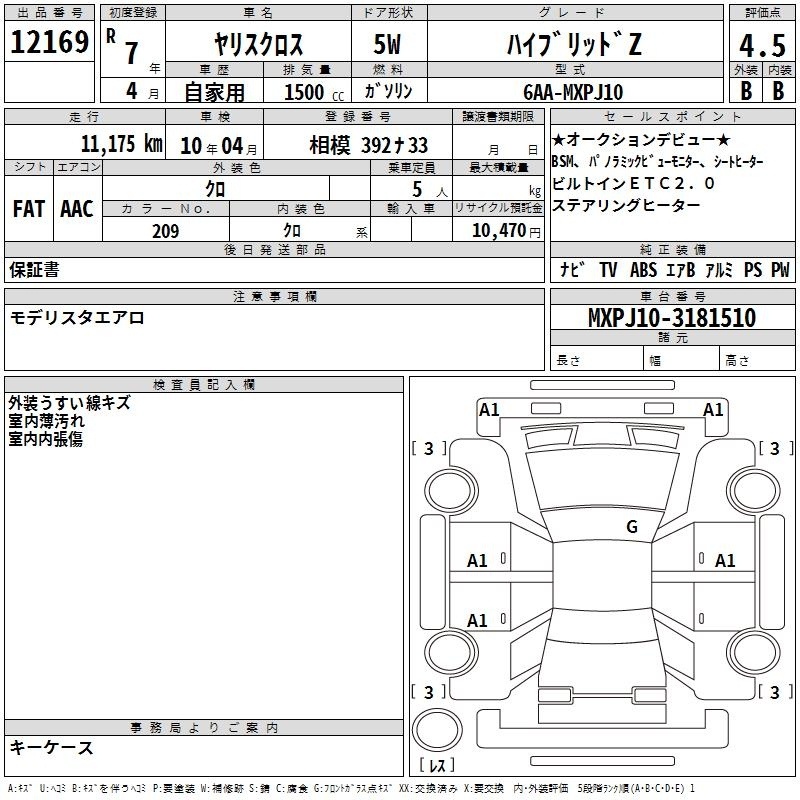 出品番号
12169
初度登録
R 7 年
4 月
車名
ヤリスクロス
ドア形状
5W
グレード
ハイブリッドZ
評価点
4.5
車歴
自家用
排気量
1500 CC
燃料
ガソリン
型式
6AA-MXPJ10
外装 内装
B B
走行
11,175 km
車検
10年04月
登録番号
相模 392ナ33
譲渡書類期限
月 日
シフト
FAT
エアコン
AAC
外装色
クロ
乗車定員
5 人
最大積載量
kg
カラーNo.
209
内装色
クロ 系
輸入車
リサイクル預託金
10,470 円
後日発送部品
保証書
セールスポイント
★オークションデビュー★
BSM、パノラミックビューモニター、シートヒーター
ビルトインETC2.0
ステアリングヒーター
純正装備
ナビ TV ABS エアB アルミ PS PW
注意事項欄
モデリスタエアロ
車台番号
MXPJ10-3181510
諸元
長さ 幅 高さ
検査員記入欄
外装うすい線キズ
室内薄汚れ
室内内張傷
事務局よりご案内
キーケース
A1 A1
[ 3 ] [ 3 ]
G
A1 A1
A1
[ 3 ] [ 3 ]
[ レス ]
A:キズ U:ヘコミ B:キズを伴うヘコミ P:要塗装 W:補修跡 S:錆 C:腐食 G:フロントガラス点キズ XX:交換済み X:要交換 内・外装評価 5段階ランク順(A・B・C・D・E) 1